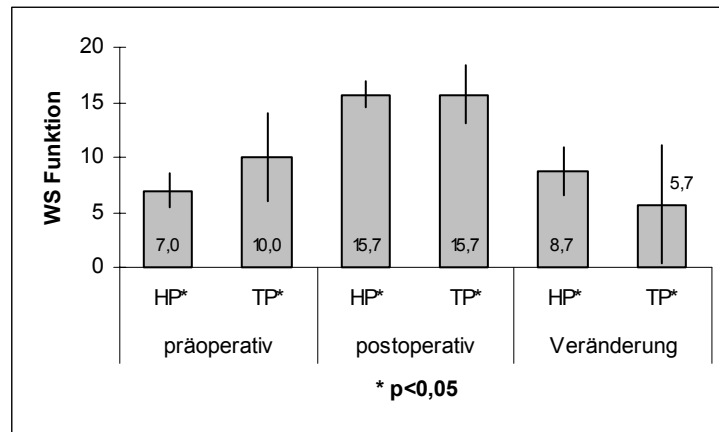 WS Funktion
20
15
10
5
0
7,0
10,0
15,7
15,7
8,7
5,7
HP*
TP*
HP*
TP*
HP*
TP*
präoperativ
postoperativ
Veränderung
* p<0,05